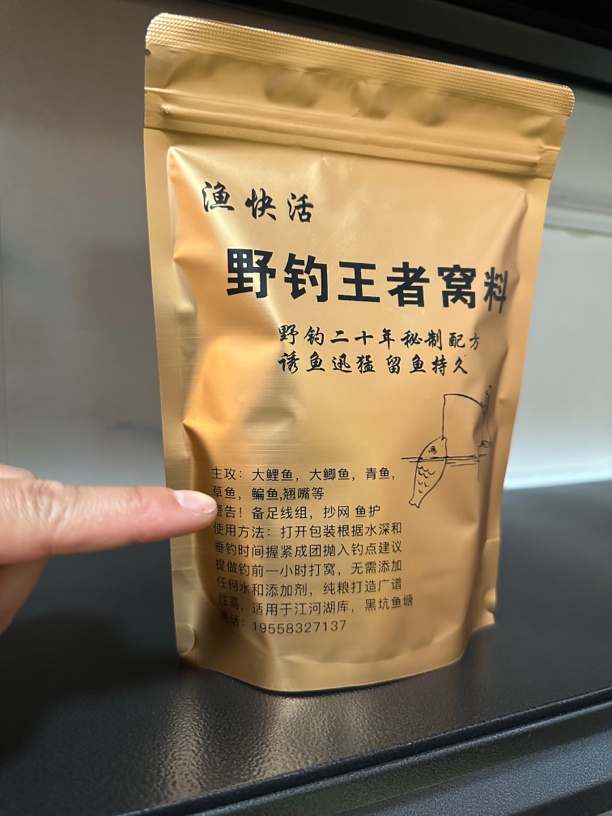 渔快活
野钓王者窝料
野钓二十年秘制配方
诱鱼迅猛 留鱼持久
主攻：大鲤鱼，大鲫鱼，青鱼，
草鱼，鳊鱼,翘嘴等
告！备足线组，抄网 鱼护
使用方法：打开包装根据水深和
垂钓时间握紧成团抛入钓点建议
提做钓前一小时打窝，无需添加
任何水和添加剂，纯粮打造广谱
性高，适用于江河湖库，黑坑鱼塘
电话：19558327137